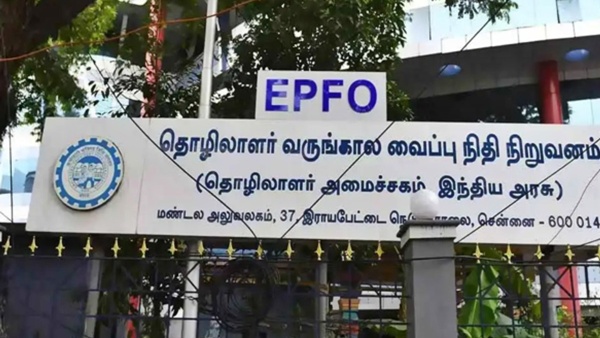 EPFO
தொழிலாளர் வருங்கால வைப்பு நிதி நிறுவனம்
(தொழிலாளர் அமைச்சகம், இந்திய அரசு)
மண்டல அலுவலகம், 37, இராயபேட்டை சென்னை - 600 014